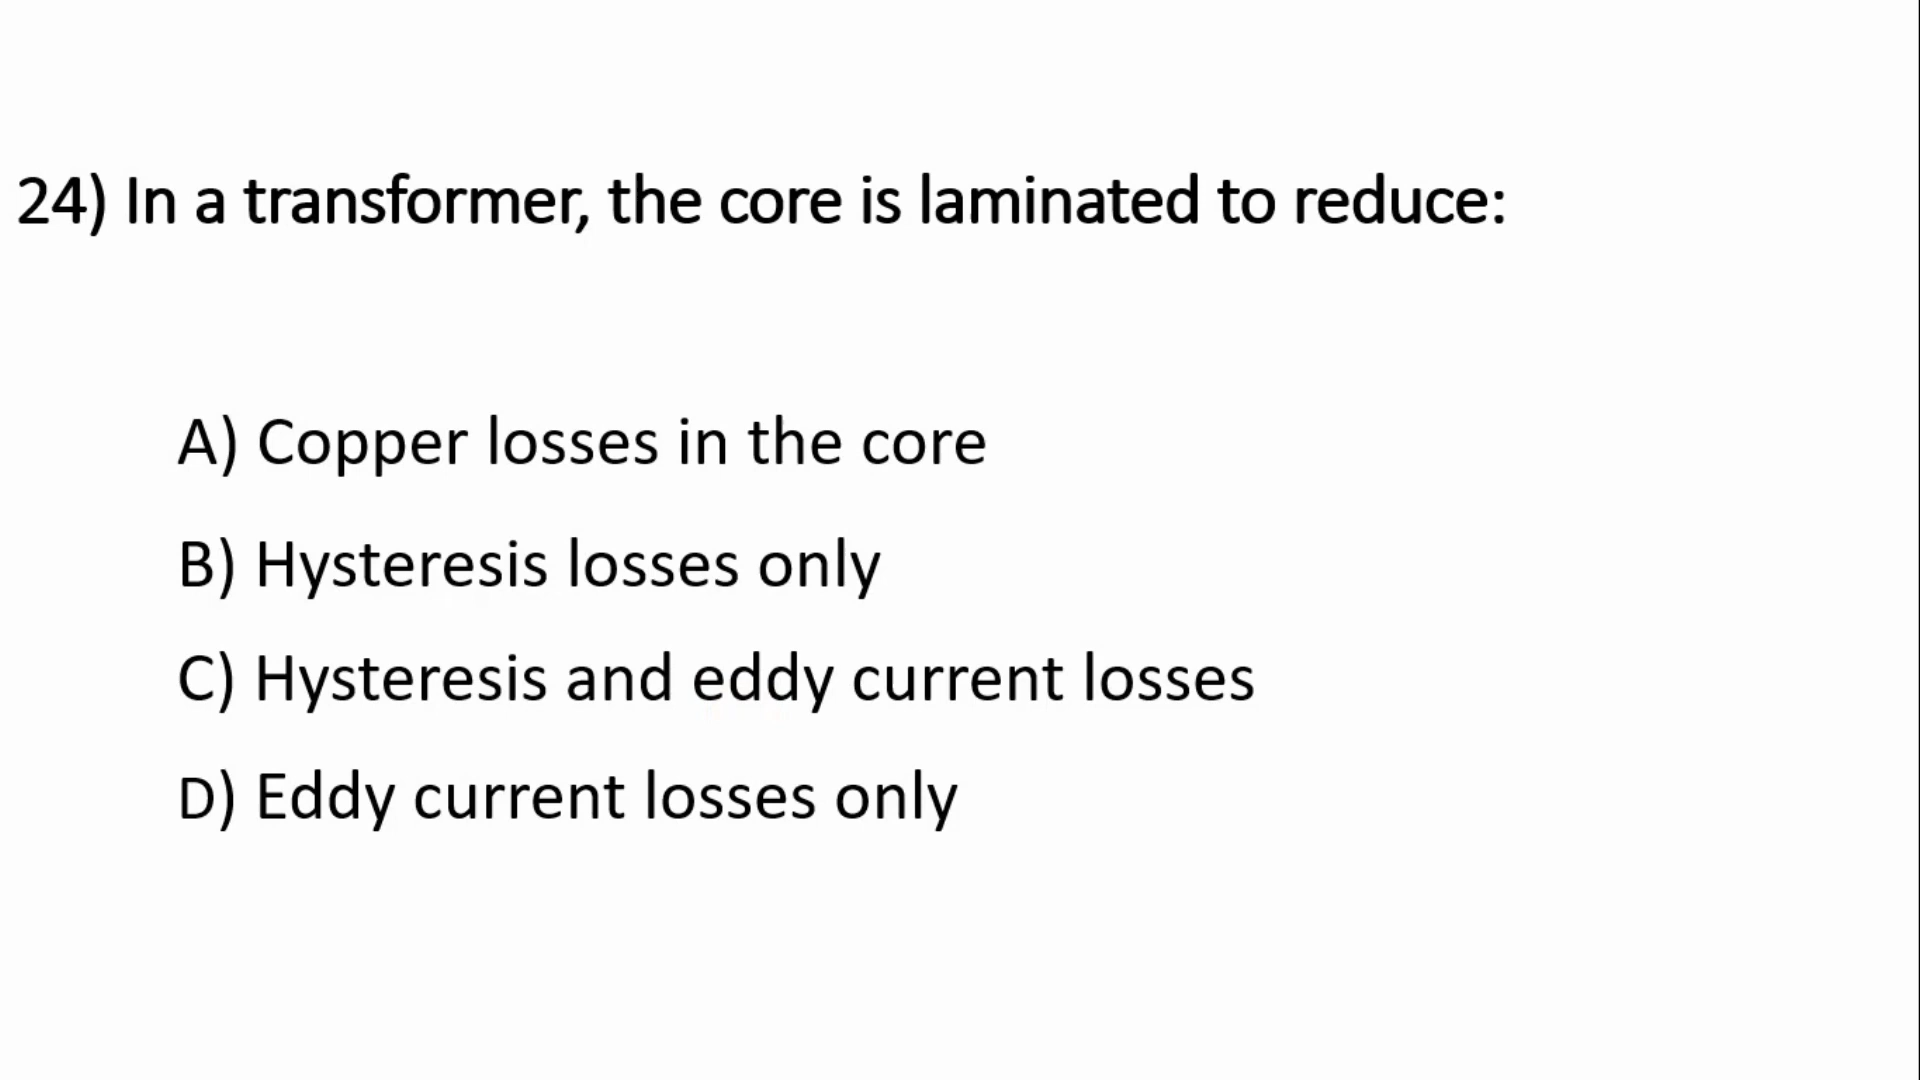 24) In a transformer, the core is laminated to reduce:
A) Copper losses in the core
B) Hysteresis losses only
C) Hysteresis and eddy current losses
D) Eddy current losses only